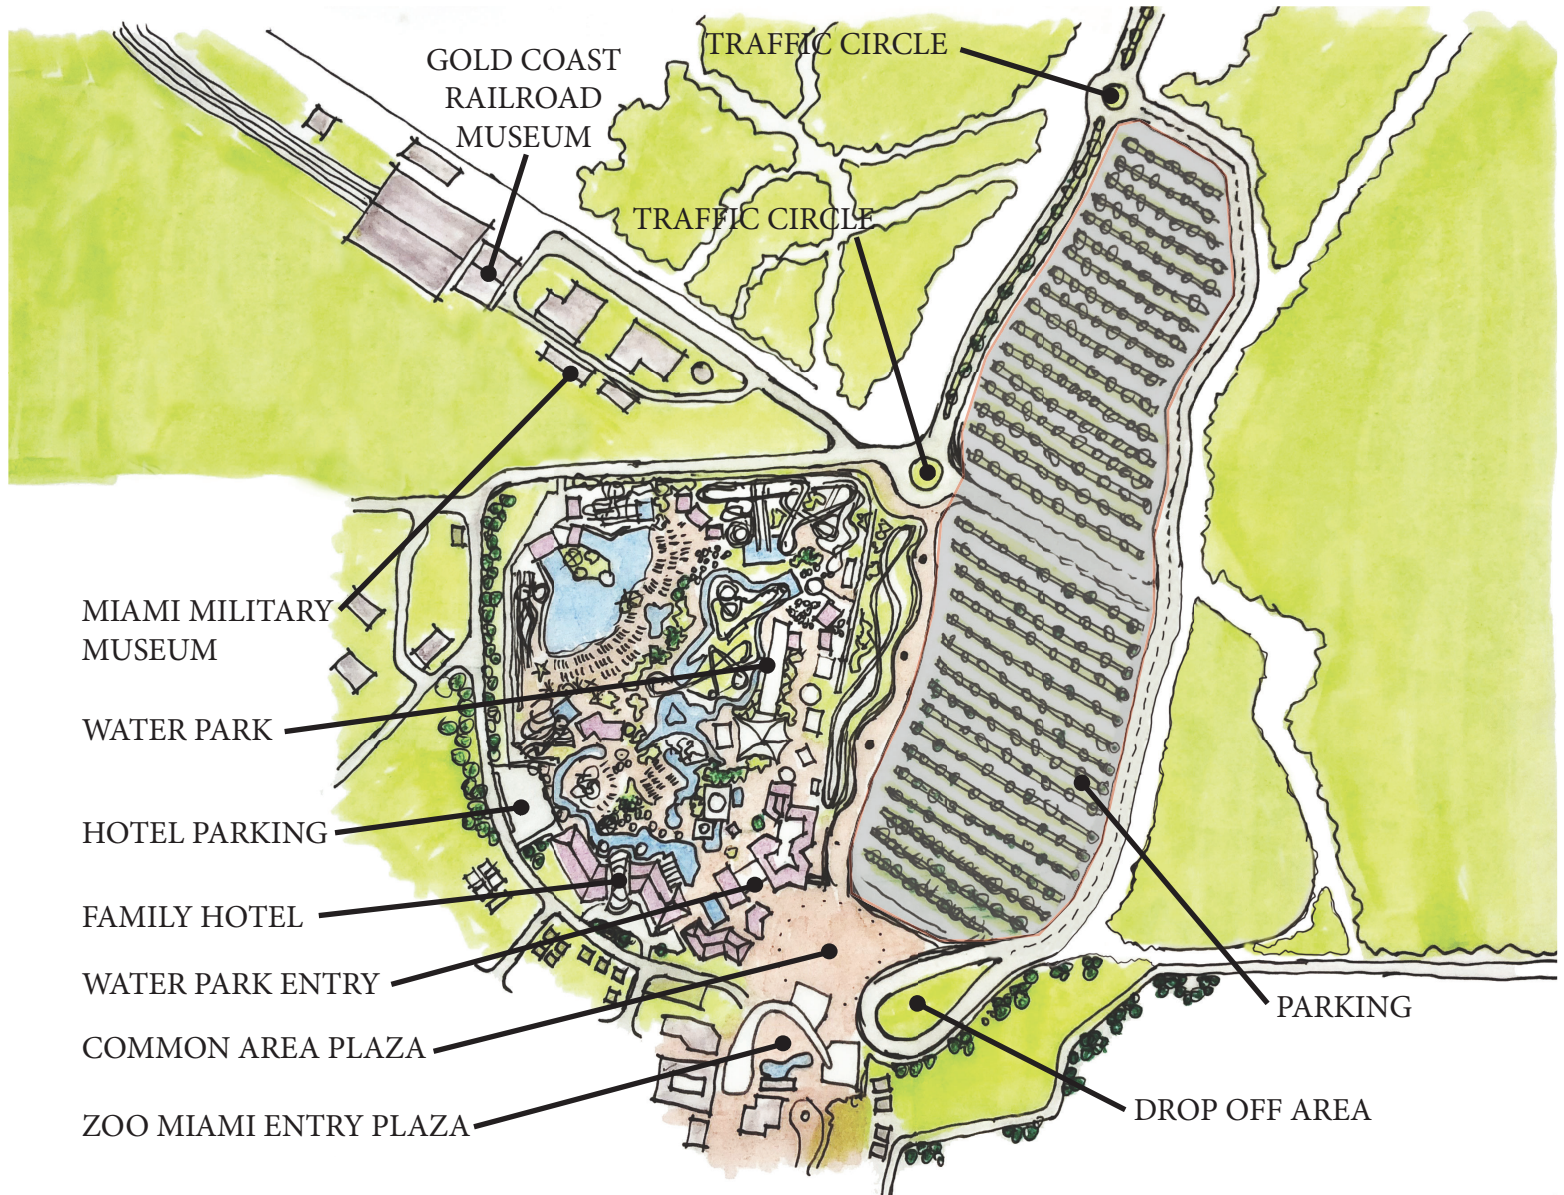 TRAFFIC CIRCLE
GOLD COAST
RAILROAD
MUSEUM
TRAFFIC CIRCLE
MIAMI MILITARY
MUSEUM
WATER PARK
HOTEL PARKING
FAMILY HOTEL
WATER PARK ENTRY
COMMON AREA PLAZA
ZOO MIAMI ENTRY PLAZA
PARKING
DROP OFF AREA